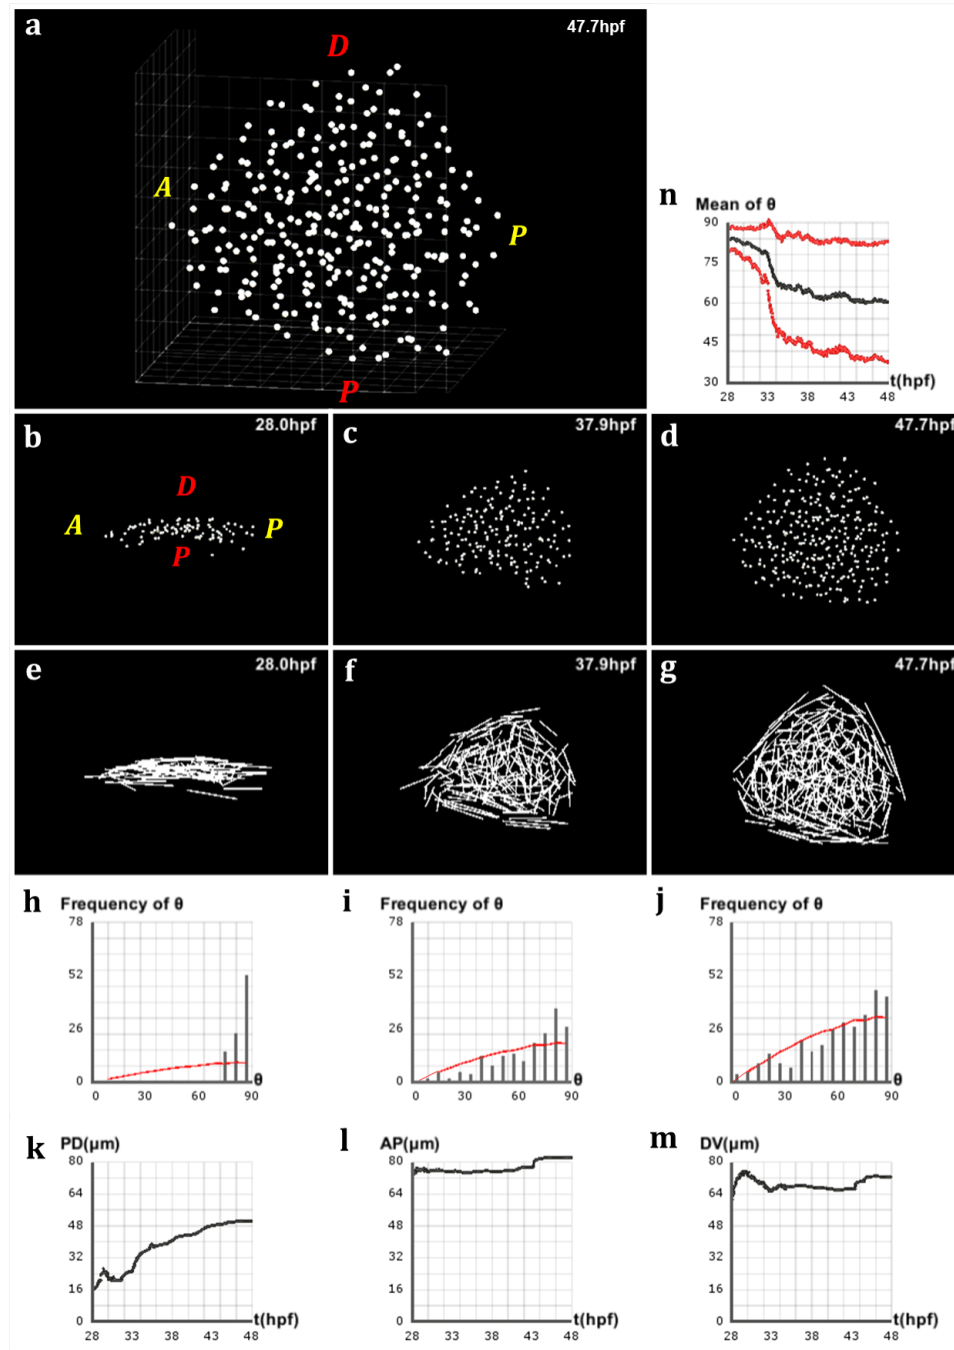 a
47.7hpf
D
A
P
P
n
Mean of θ
90
75
60
45
30
28 33 38 43 48
t(hpf)
b
28.0hpf
D
A
P
P
c
37.9hpf
d
47.7hpf
e
28.0hpf
f
37.9hpf
g
47.7hpf
h
Frequency of θ
78
52
26
0
0 30 60 90
θ
i
Frequency of θ
78
52
26
0
0 30 60 90
θ
j
Frequency of θ
78
52
26
0
0 30 60 90
θ
k
PD(μm)
80
64
48
32
16
0
28 33 38 43 48
t(hpf)
l
AP(μm)
80
64
48
32
16
0
28 33 38 43 48
t(hpf)
m
DV(μm)
80
64
48
32
16
0
28 33 38 43 48
t(hpf)